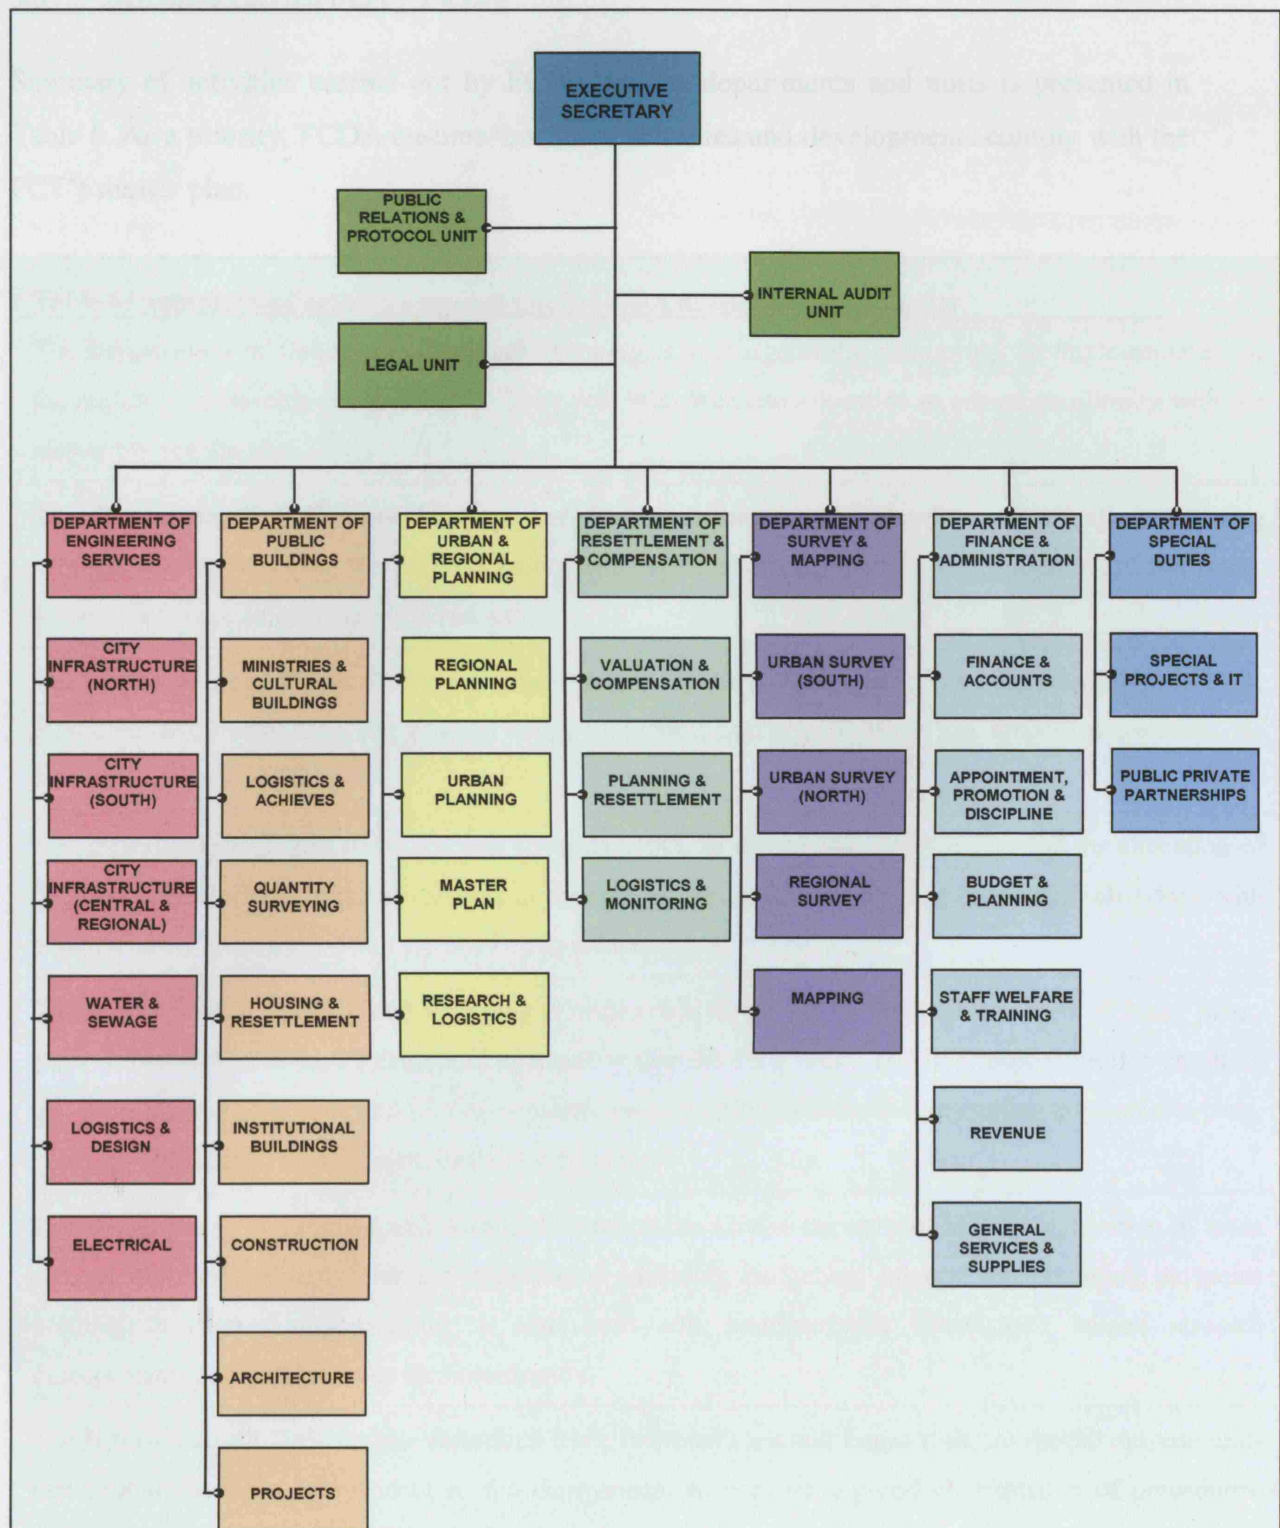 EXECUTIVE
SECRETARY
PUBLIC
RELATIONS &
PROTOCOL UNIT
INTERNAL AUDIT
UNIT
LEGAL UNIT
DEPARTMENT OF
ENGINEERING
SERVICES
CITY
INFRASTRUCTURE
(NORTH)
CITY
INFRASTRUCTURE
(SOUTH)
CITY
INFRASTRUCTURE
(CENTRAL &
REGIONAL)
WATER &
SEWAGE
LOGISTICS &
DESIGN
ELECTRICAL
DEPARTMENT OF
PUBLIC
BUILDINGS
MINISTRIES &
CULTURAL
BUILDINGS
LOGISTICS &
ACHIEVES
QUANTITY
SURVEYING
HOUSING &
RESETTLEMENT
INSTITUTIONAL
BUILDINGS
CONSTRUCTION
ARCHITECTURE
PROJECTS
DEPARTMENT OF
URBAN &
REGIONAL
PLANNING
REGIONAL
PLANNING
URBAN
PLANNING
MASTER
PLAN
RESEARCH &
LOGISTICS
DEPARTMENT OF
RESETTLEMENT &
COMPENSATION
VALUATION &
COMPENSATION
PLANNING &
RESETTLEMENT
LOGISTICS &
MONITORING
DEPARTMENT OF
SURVEY &
MAPPING
URBAN SURVEY
(SOUTH)
URBAN SURVEY
(NORTH)
REGIONAL
SURVEY
MAPPING
DEPARTMENT OF
FINANCE &
ADMINISTRATION
FINANCE &
ACCOUNTS
APPOINTMENT,
PROMOTION &
DISCIPLINE
BUDGET &
PLANNING
STAFF WELFARE
& TRAINING
REVENUE
GENERAL
SERVICES &
SUPPLIES
DEPARTMENT OF
SPECIAL
DUTIES
SPECIAL
PROJECTS & IT
PUBLIC PRIVATE
PARTNERSHIPS